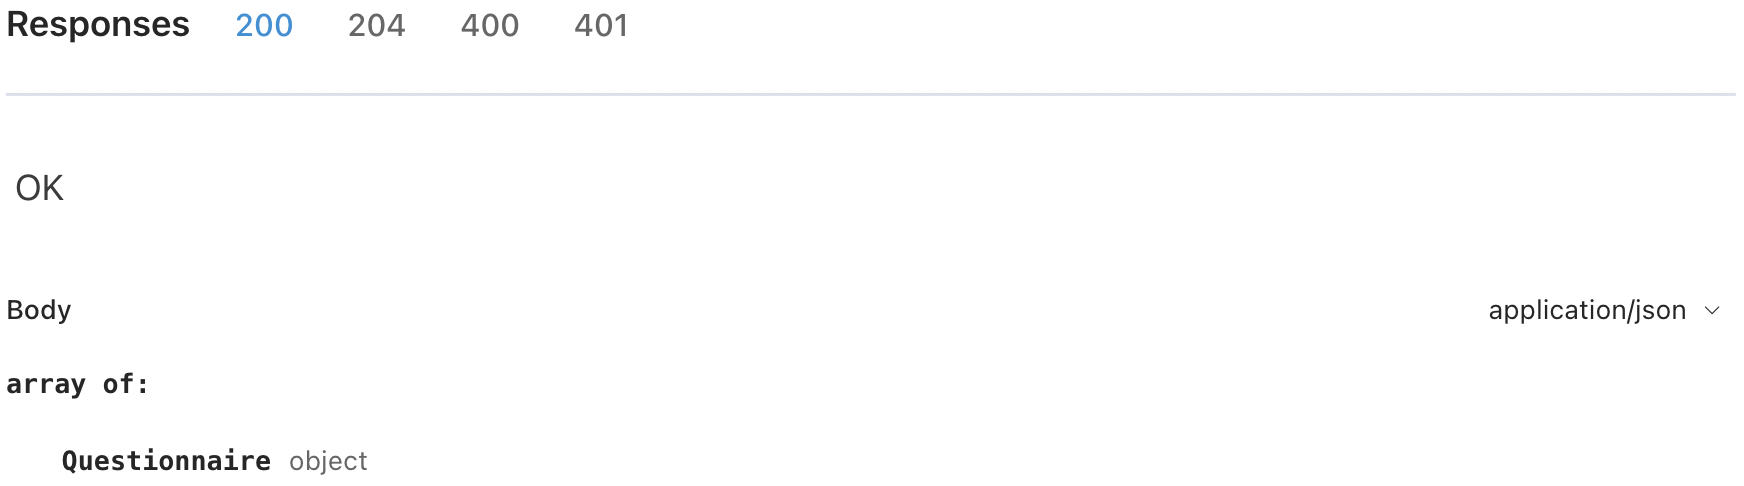 Responses 200 204 400 401
OK
Body application/json
array of:
Questionnaire object